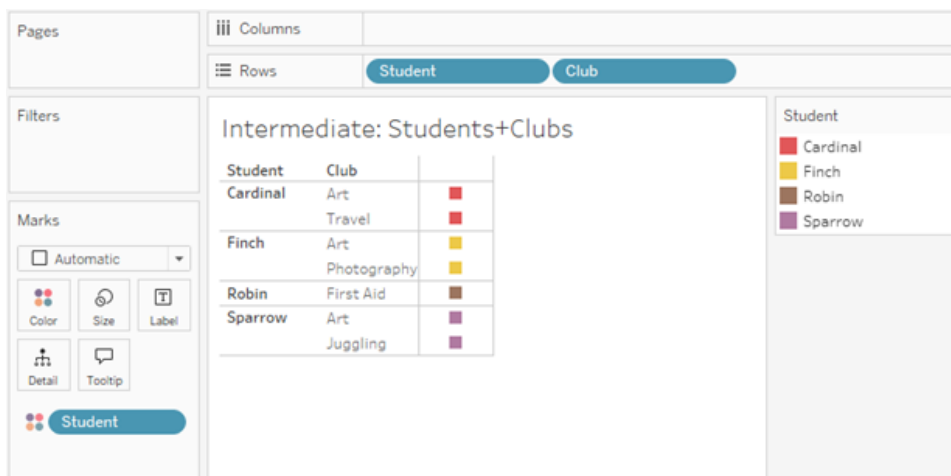 Pages
Columns
Rows Student Club
Filters
Intermediate: Students+Clubs
Student Club
Cardinal Art
Travel
Finch Art
Photography
Robin First Aid
Sparrow Art
Juggling
Student
Cardinal
Finch
Robin
Sparrow
Marks
Automatic
Color Size Label
Detail Tooltip
Student